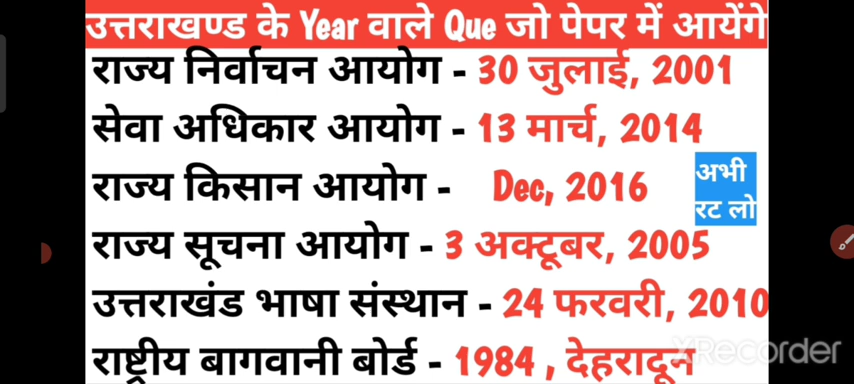 उत्तराखण्ड के Year वाले Que जो पेपर में आयेंगे
राज्य निर्वाचन आयोग - 30 जुलाई, 2001
सेवा अधिकार आयोग - 13 मार्च, 2014
राज्य किसान आयोग - Dec, 2016
अभी
रट लो
राज्य सूचना आयोग - 3 अक्टूबर, 2005
उत्तराखंड भाषा संस्थान - 24 फरवरी, 2010
राष्ट्रीय बागवानी बोर्ड - 1984 , देहरादून
XRecorder